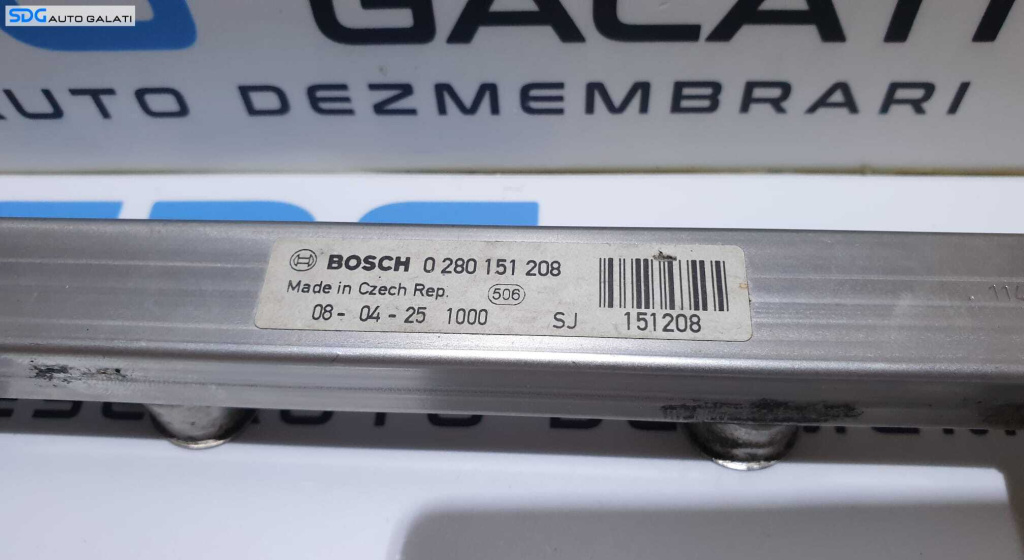 SDG AUTO GALATI
GALATI
AUTO DEZMEMBRARI
BOSCH 0 280 151 208
Made in Czech Rep. 506
08- 04 - 25 1000 SJ 151208